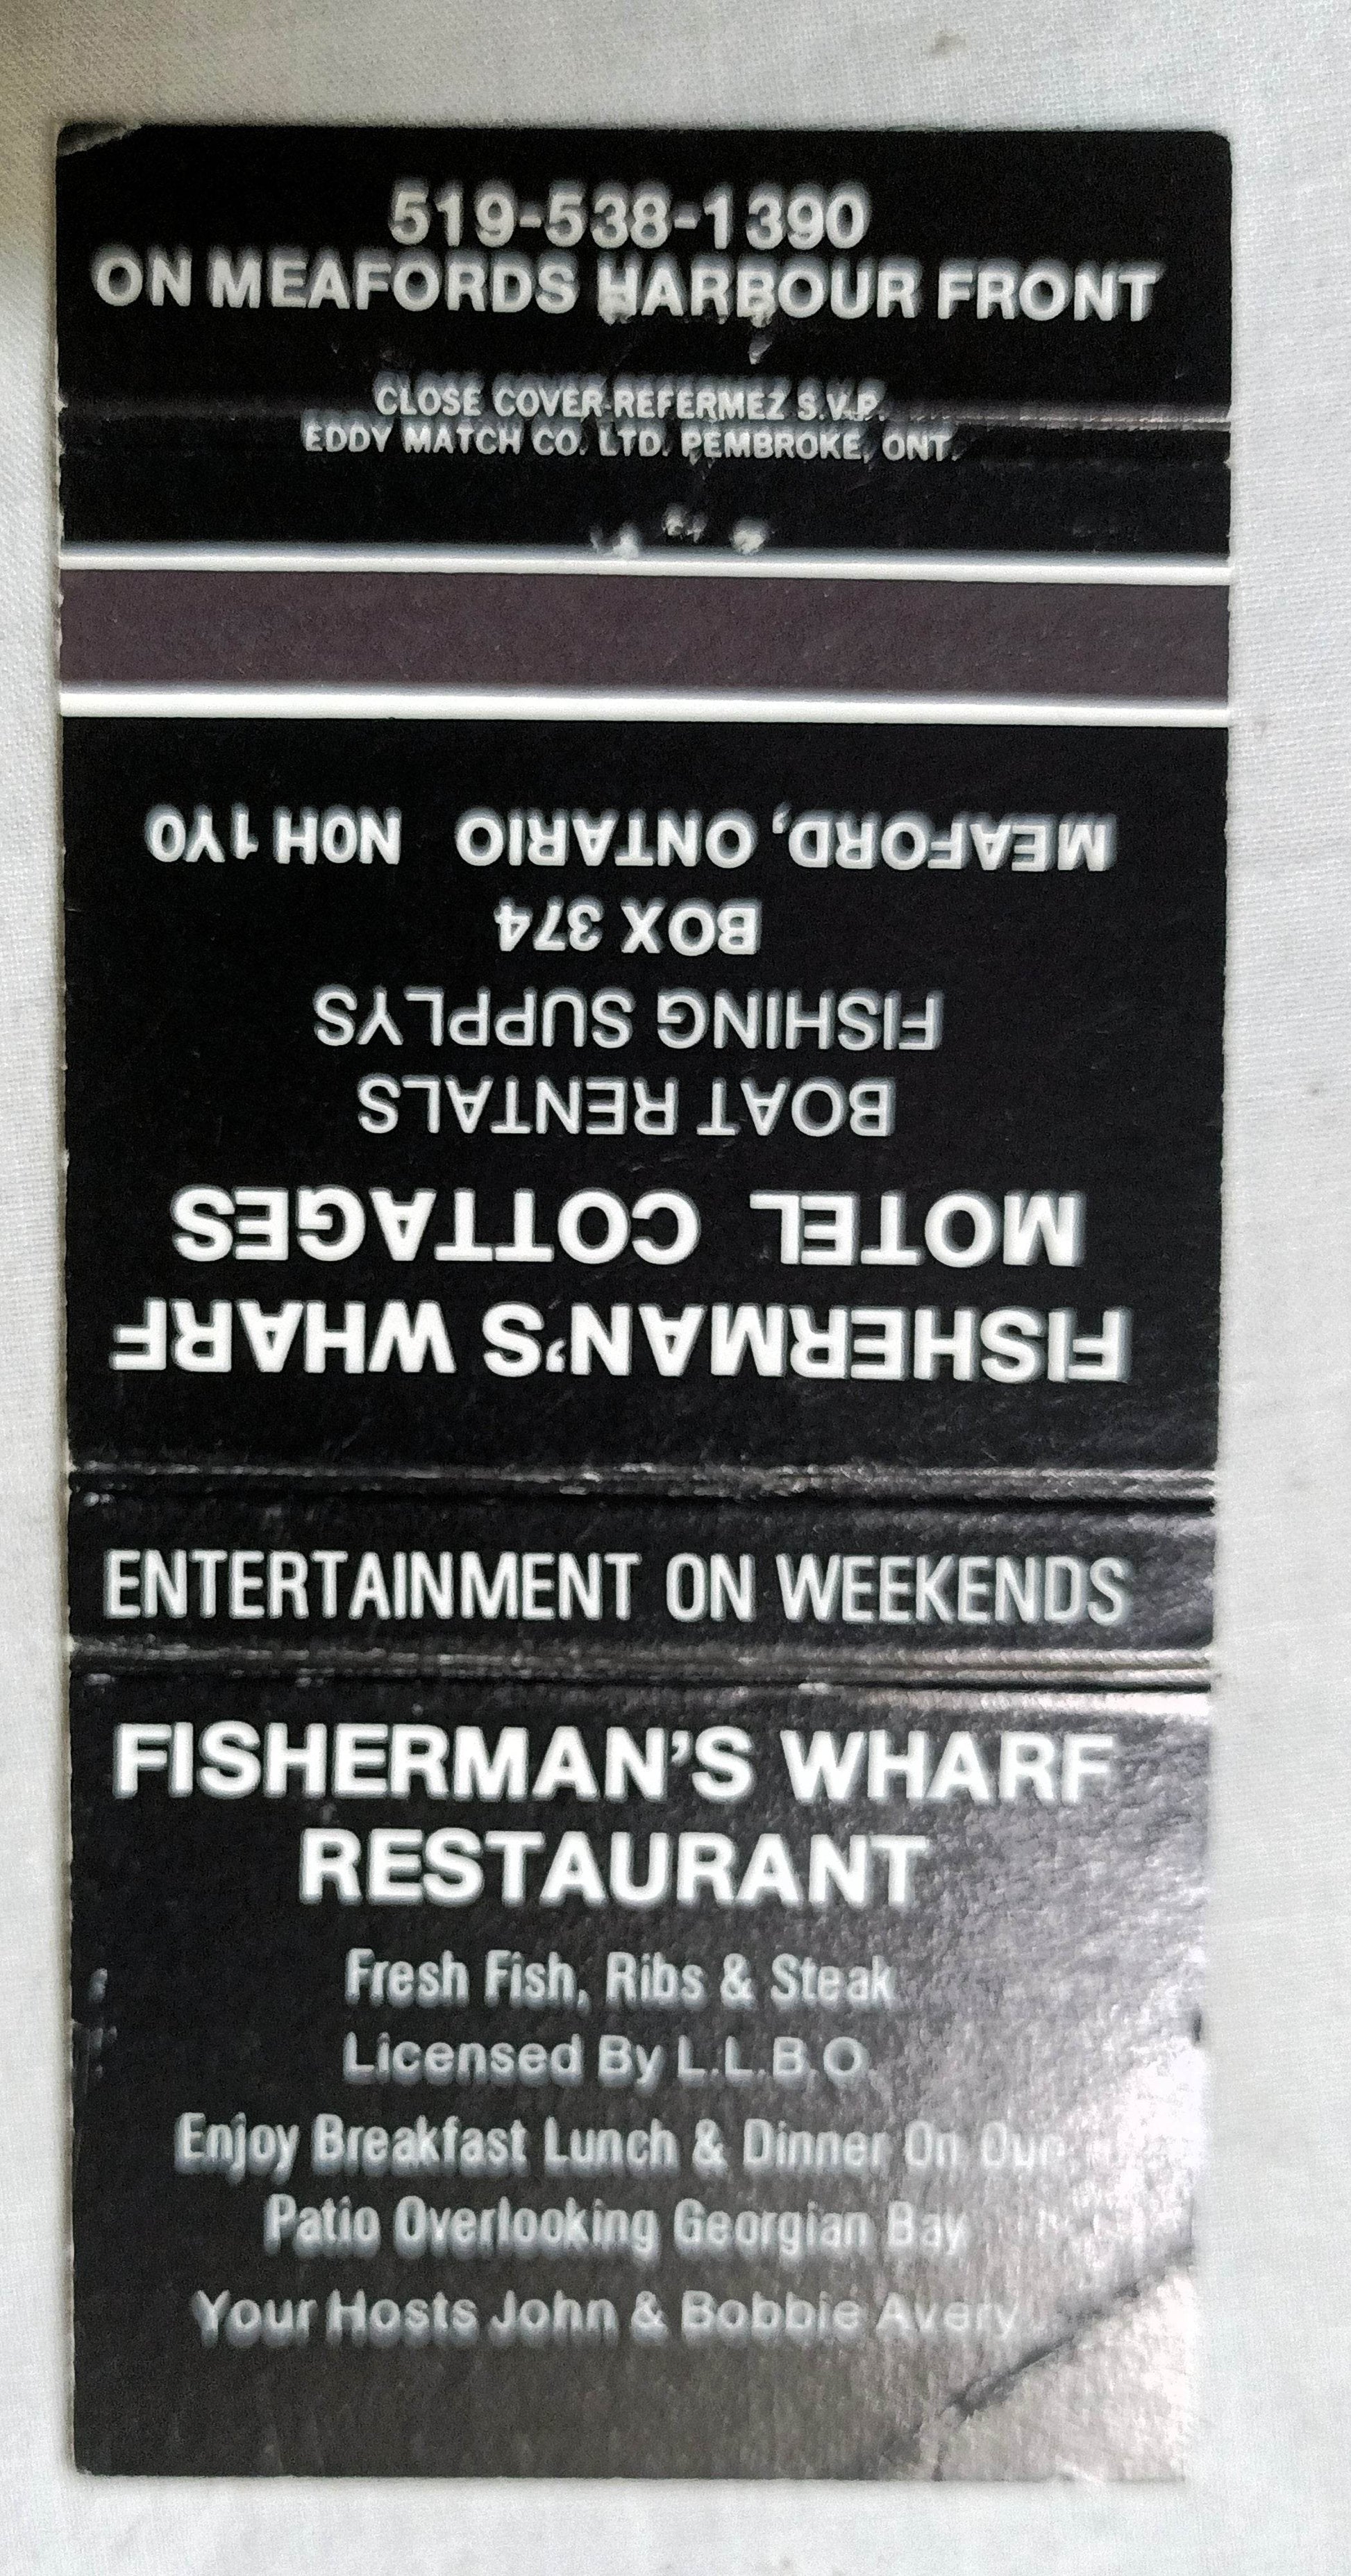 519-538-1390
ON MEAFORDS HARBOUR FRONT
CLOSE COVER-REFERMEZ S.V.P.
EDDY MATCH CO. LTD. PEMBROKE, ONT.
FISHERMAN'S WHARF
MOTEL COTTAGES
BOAT RENTALS
FISHING SUPPLYS
BOX 374
MEAFORD, ONTARIO N0H 1Y0
ENTERTAINMENT ON WEEKENDS
FISHERMAN'S WHARF
RESTAURANT
Fresh Fish, Ribs & Steak
Licensed By L.L.B.O.
Enjoy Breakfast Lunch & Dinner On Our
Patio Overlooking Georgian Bay
Your Hosts John & Bobbie Avery